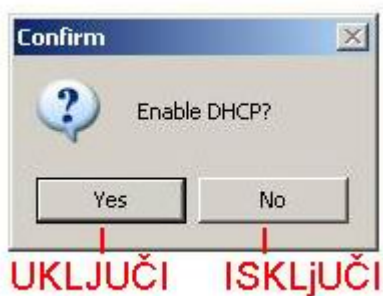 Confirm
Enable DHCP?
Yes No
UKLJUČI ISKLjUČI